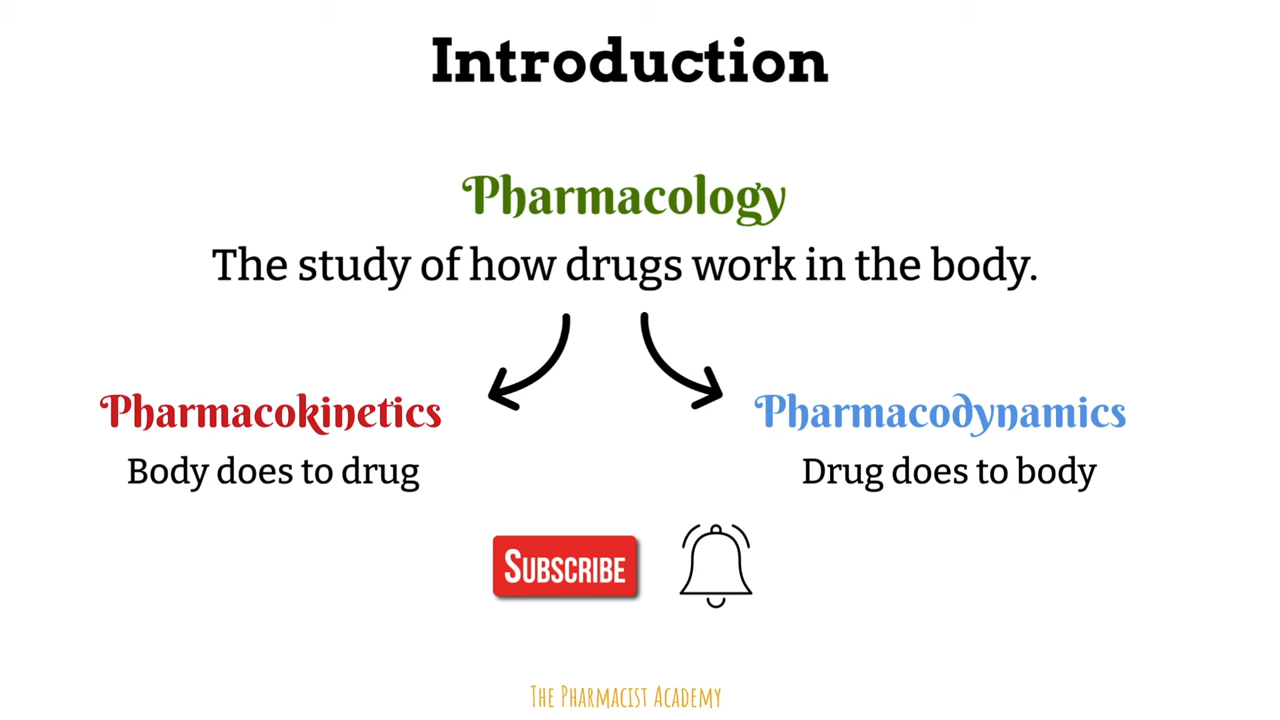 Introduction
Pharmacology
The study of how drugs work in the body.
Pharmacokinetics
Body does to drug
Pharmacodynamics
Drug does to body
SUBSCRIBE
THE PHARMACIST ACADEMY